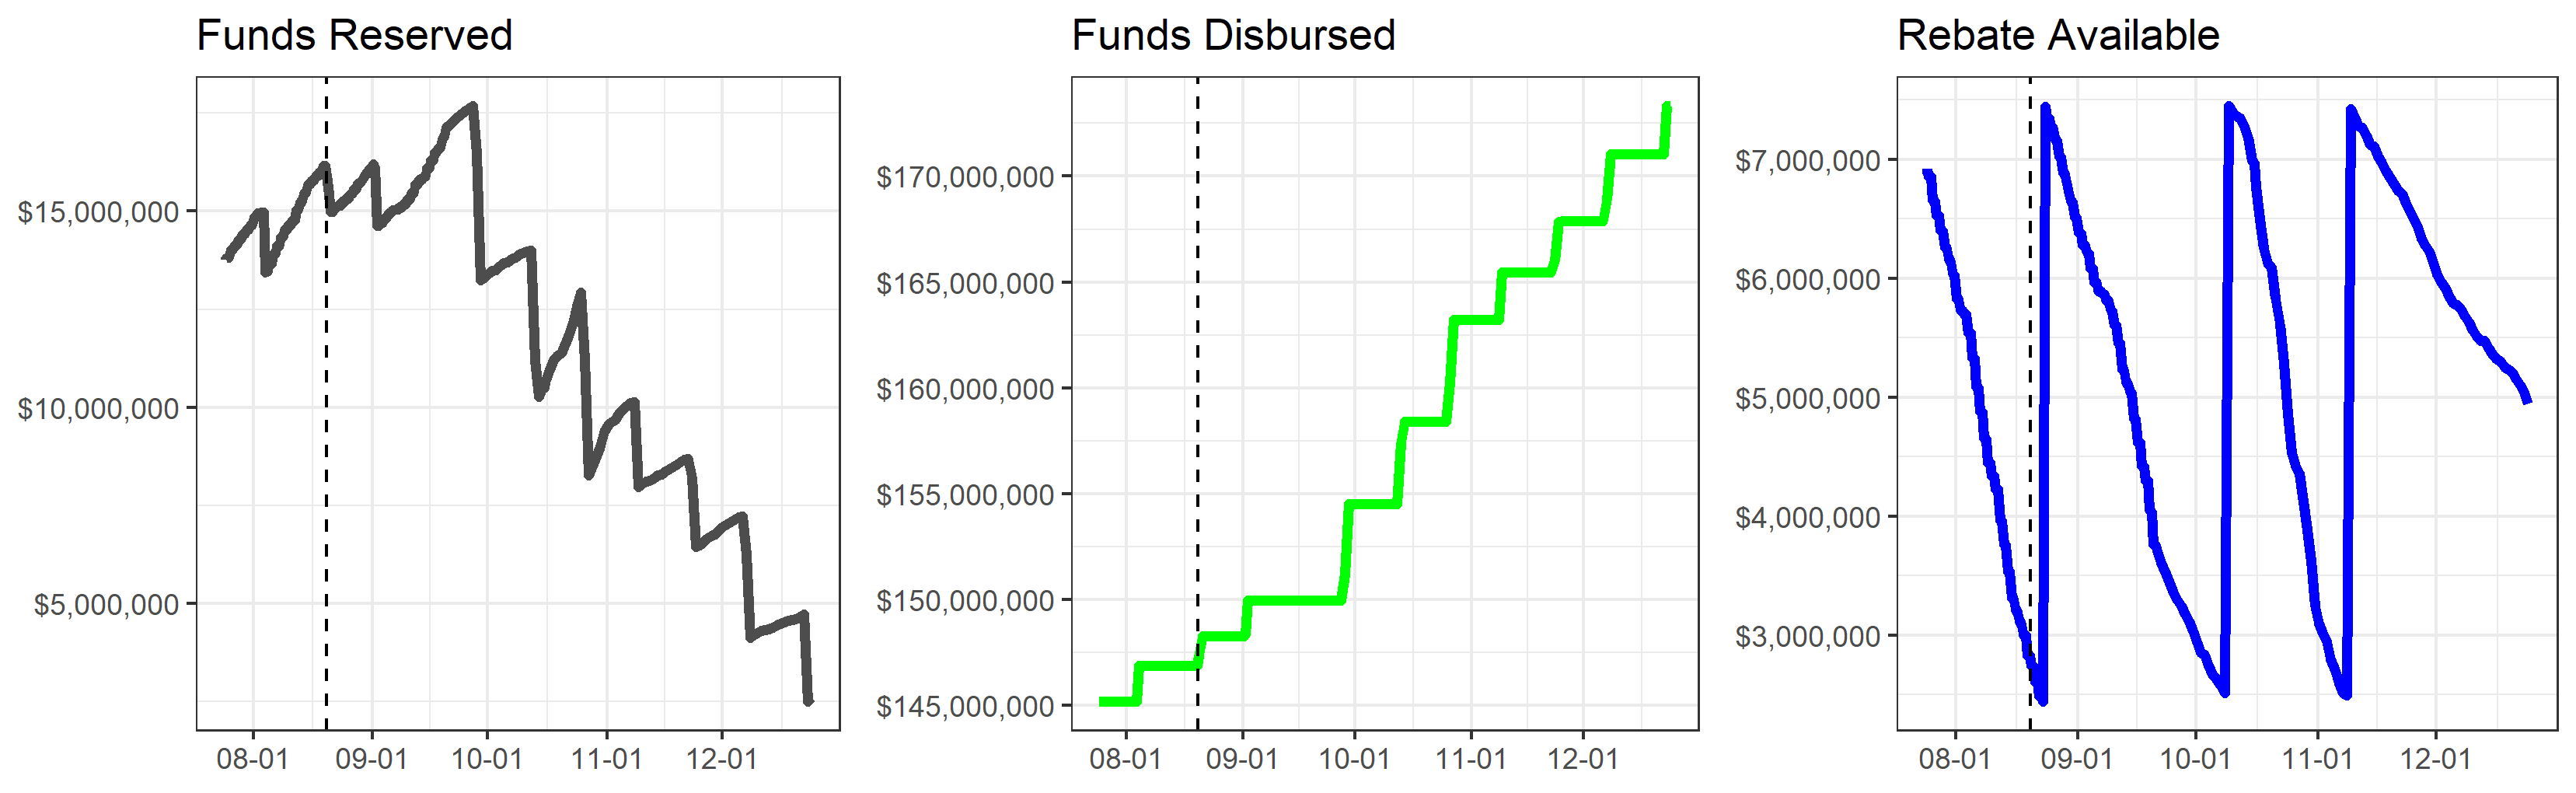 Funds Reserved
$15,000,000
$10,000,000
$5,000,000
08-01 09-01 10-01 11-01 12-01
Funds Disbursed
$170,000,000
$165,000,000
$160,000,000
$155,000,000
$150,000,000
$145,000,000
08-01 09-01 10-01 11-01 12-01
Rebate Available
$7,000,000
$6,000,000
$5,000,000
$4,000,000
$3,000,000
08-01 09-01 10-01 11-01 12-01